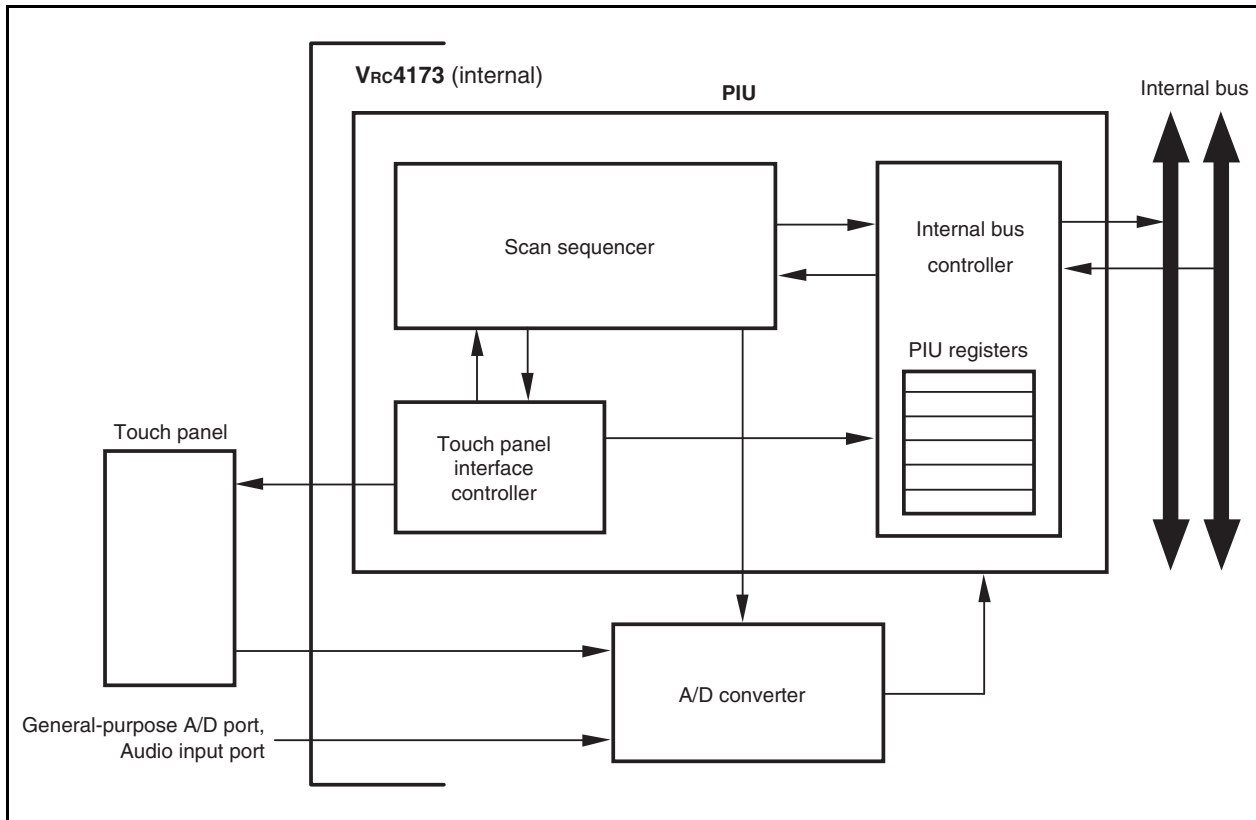 VRC4173 (internal)
PIU
Internal bus
Scan sequencer
Internal bus
controller
PIU registers
Touch panel
Touch panel
interface
controller
A/D converter
General-purpose A/D port,
Audio input port